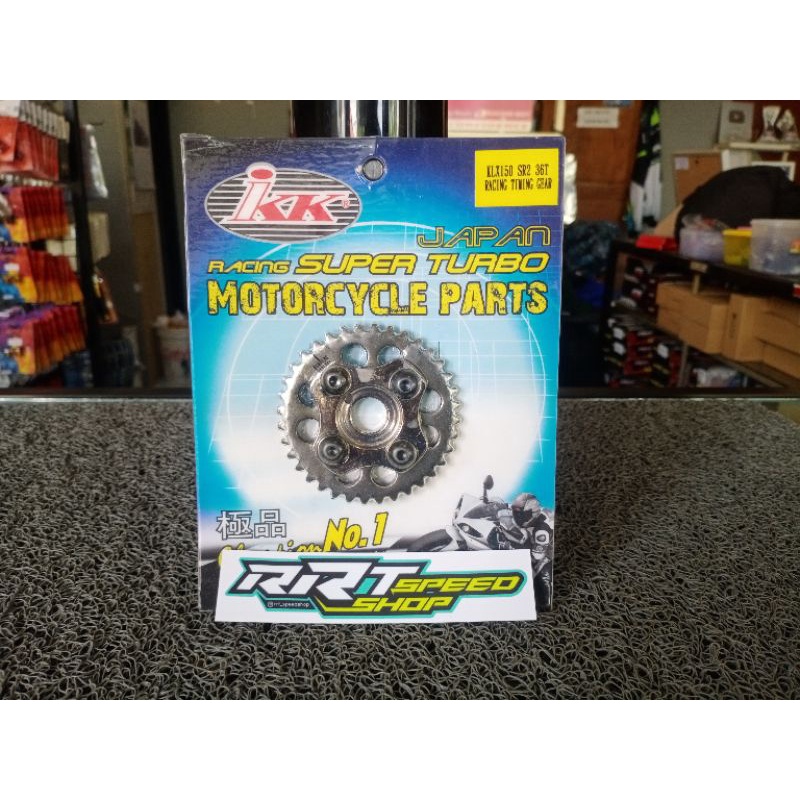 KLX150 SR2 36T
RACING TIMING GEAR
iKK®
JAPAN
RACING SUPER TURBO
MOTORCYCLE PARTS
極品
No.1
RRT SPEED
SHOP